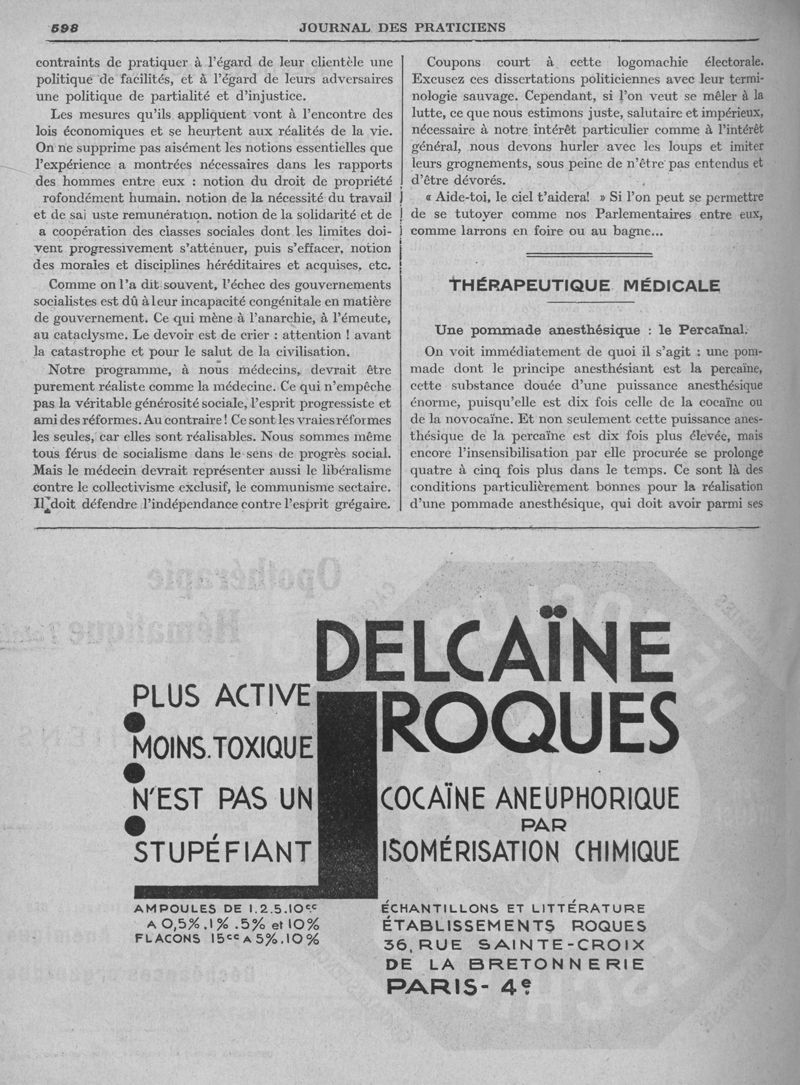 598
JOURNAL DES PRATICIENS
contraints de pratiquer à l'égard de leur clientèle une
politique de facilités, et à l'égard de leurs adversaires
une politique de partialité et d'injustice.
Les mesures qu'ils appliquent vont à l'encontre des
lois économiques et se heurtent aux réalités de la vie.
On ne supprime pas aisément les notions essentielles que
l'expérience a montrées nécessaires dans les rapports
des hommes entre eux : notion du droit de propriété
rofondément humain. notion de la nécessité du travail
et de sa uste remunération. notion de la solidarité et de
a coopération des classes sociales dont les limites doi-
vent progressivement s'atténuer, puis s'effacer, notion
des morales et disciplines héréditaires et acquises, etc.
Comme on l'a dit souvent, l'échec des gouvernements
socialistes est dû à leur incapacité congénitale en matière
de gouvernement. Ce qui mène à l'anarchie, à l'émeute,
au cataclysme. Le devoir est de crier : attention ! avant
la catastrophe et pour le salut de la civilisation.
Notre programme, à nous médecins, devrait être
purement réaliste comme la médecine. Ce qui n'empêche
pas la véritable générosité sociale, l'esprit progressiste et
ami des réformes. Au contraire ! Ce sont les vraies réformes
les seules, car elles sont réalisables. Nous sommes même
tous férus de socialisme dans le sens de progrès social.
Mais le médecin devrait représenter aussi le libéralisme
contre le collectivisme exclusif, le communisme sectaire.
Il doit défendre l'indépendance contre l'esprit grégaire.
Coupons court à cette logomachie électorale.
Excusez ces dissertations politiciennes avec leur termi-
nologie sauvage. Cependant, si l'on veut se mêler à la
lutte, ce que nous estimons juste, salutaire et impérieux,
nécessaire à notre intérêt particulier comme à l'intérêt
général, nous devons hurler avec les loups et imiter
leurs grognements, sous peine de n'être pas entendus et
d'être dévorés.
« Aide-toi, le ciel t'aidera! » Si l'on peut se permettre
de se tutoyer comme nos Parlementaires entre eux,
comme larrons en foire ou au bagne...
THÉRAPEUTIQUE MÉDICALE
Une pommade anesthésique : le Percaïnal.
On voit immédiatement de quoi il s'agit : une pom-
made dont le principe anesthésiant est la percaïne,
cette substance douée d'une puissance anesthésique
énorme, puisqu'elle est dix fois celle de la cocaïne ou
de la novocaïne. Et non seulement cette puissance anes-
thésique de la percaïne est dix fois plus élevée, mais
encore l'insensibilisation par elle procurée se prolonge
quatre à cinq fois plus dans le temps. Ce sont là des
conditions particulièrement bonnes pour la réalisation
d'une pommade anesthésique, qui doit avoir parmi ses
DELCAÏNE
ROQUES
PLUS ACTIVE
MOINS.TOXIQUE
N'EST PAS UN
STUPÉFIANT
COCAÏNE ANEUPHORIQUE
PAR
ISOMÉRISATION CHIMIQUE
AMPOULES DE 1.2.5.10cc
A 0,5%.1%.5% et 10%
FLACONS 15cc A 5%.10%
ÉCHANTILLONS ET LITTÉRATURE
ÉTABLISSEMENTS ROQUES
36, RUE SAINTE-CROIX
DE LA BRETONNERIE
PARIS-4e